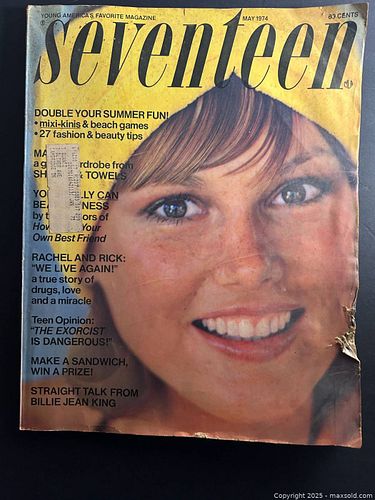 YOUNG AMERICA'S FAVORITE MAGAZINE
MAY 1974
83 CENTS
seventeen
DOUBLE YOUR SUMMER FUN!
• mixi-kinis & beach games
• 27 fashion & beauty tips
TOWELS
Own Best Friend
RACHEL AND RICK:
"WE LIVE AGAIN!"
a true story of
drugs, love
and a miracle
Teen Opinion:
"THE EXORCIST
IS DANGEROUS!"
MAKE A SANDWICH,
WIN A PRIZE!
STRAIGHT TALK FROM
BILLIE JEAN KING
Copyright 2025 - maxsold.com